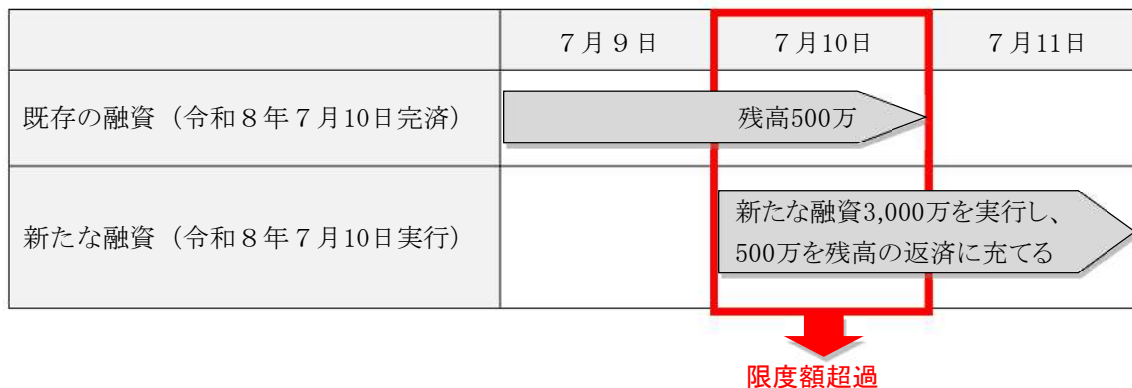 ７月９日 ７月10日 ７月11日
既存の融資（令和８年７月10日完済） 残高500万
新たな融資（令和８年７月10日実行） 新たな融資3,000万を実行し、
500万を残高の返済に充てる
限度額超過